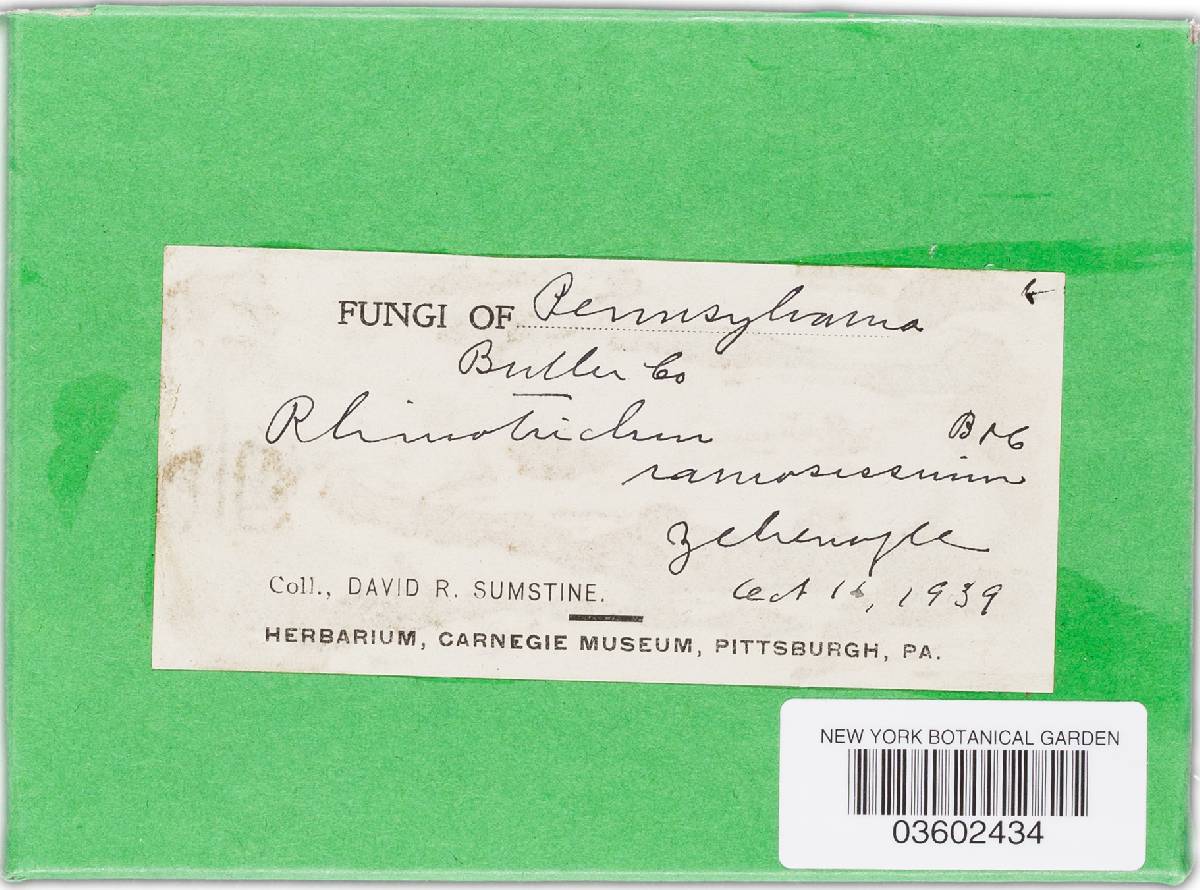 FUNGI OF Pennsylvania
Butler Co
Rhinotrichum B & C
ramosissimum
Zelienople
Oct 16, 1939
Coll., DAVID R. SUMSTINE.
HERBARIUM, CARNEGIE MUSEUM, PITTSBURGH, PA.
NEW YORK BOTANICAL GARDEN
03602434